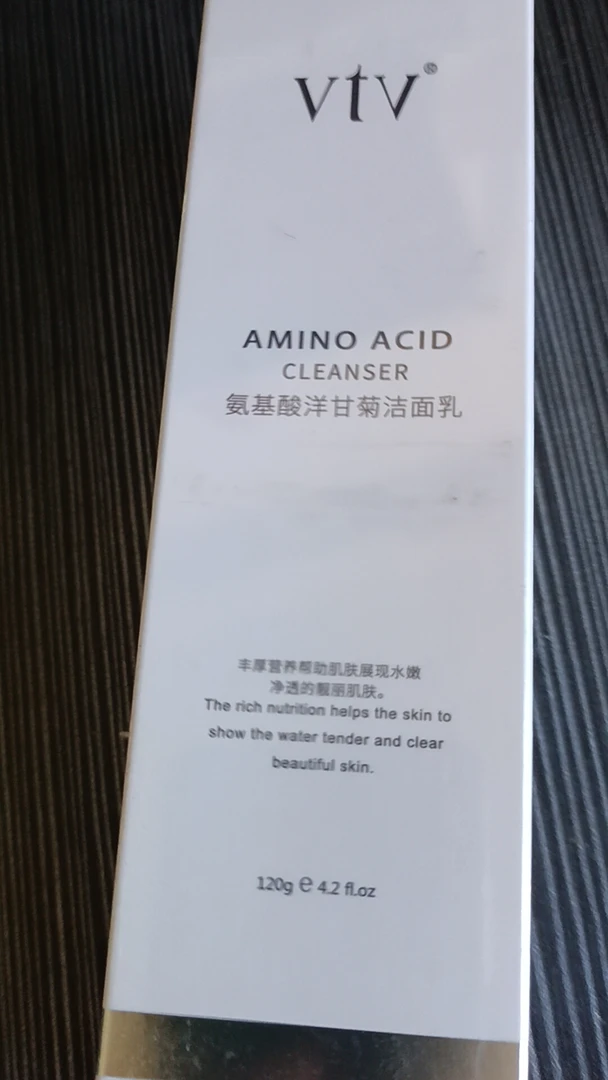 vtv®
AMINO ACID
CLEANSER
氨基酸洋甘菊洁面乳
丰厚营养帮助肌肤展现水嫩
净透的靓丽肌肤。
The rich nutrition helps the skin to
show the water tender and clear
beautiful skin.
120g ℮ 4.2 fl.oz